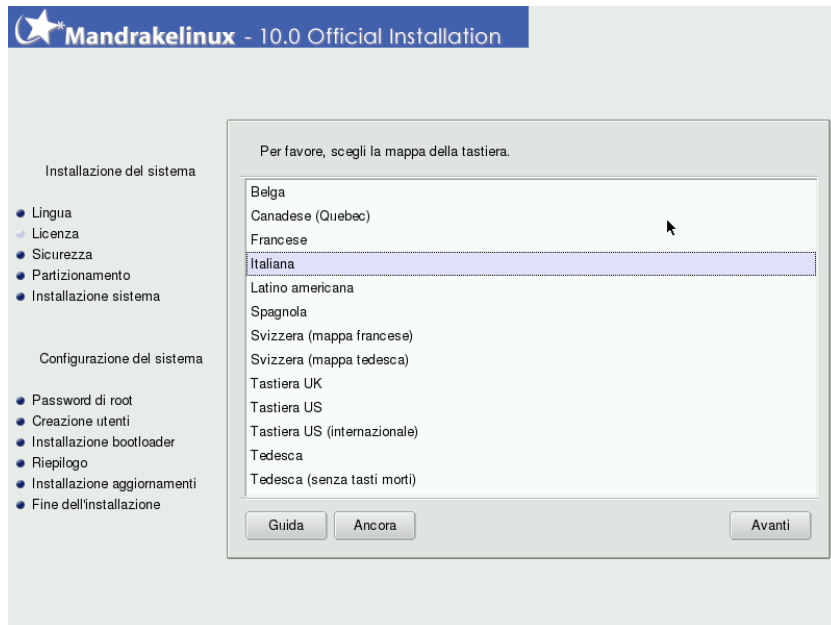 Mandrakelinux - 10.0 Official Installation
Installazione del sistema
Lingua
Licenza
Sicurezza
Partizionamento
Installazione sistema
Configurazione del sistema
Password di root
Creazione utenti
Installazione bootloader
Riepilogo
Installazione aggiornamenti
Fine dell'installazione
Per favore, scegli la mappa della tastiera.
Belga
Canadese (Quebec)
Francese
Italiana
Latino americana
Spagnola
Svizzera (mappa francese)
Svizzera (mappa tedesca)
Tastiera UK
Tastiera US
Tastiera US (internazionale)
Tedesca
Tedesca (senza tasti morti)
Guida Ancora Avanti